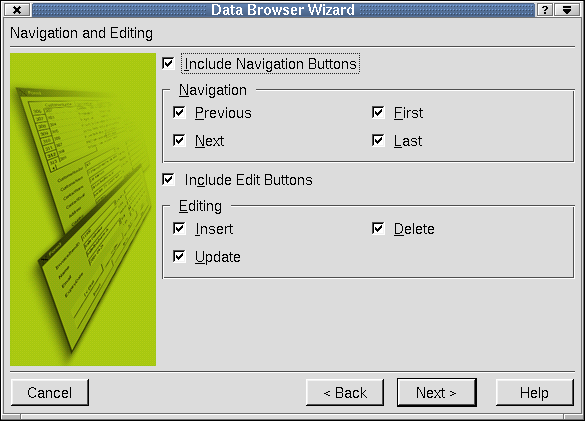 Data Browser Wizard ?
Navigation and Editing
Include Navigation Buttons
Navigation
Previous First
Next Last
Include Edit Buttons
Editing
Insert Delete
Update
Cancel < Back Next > Help